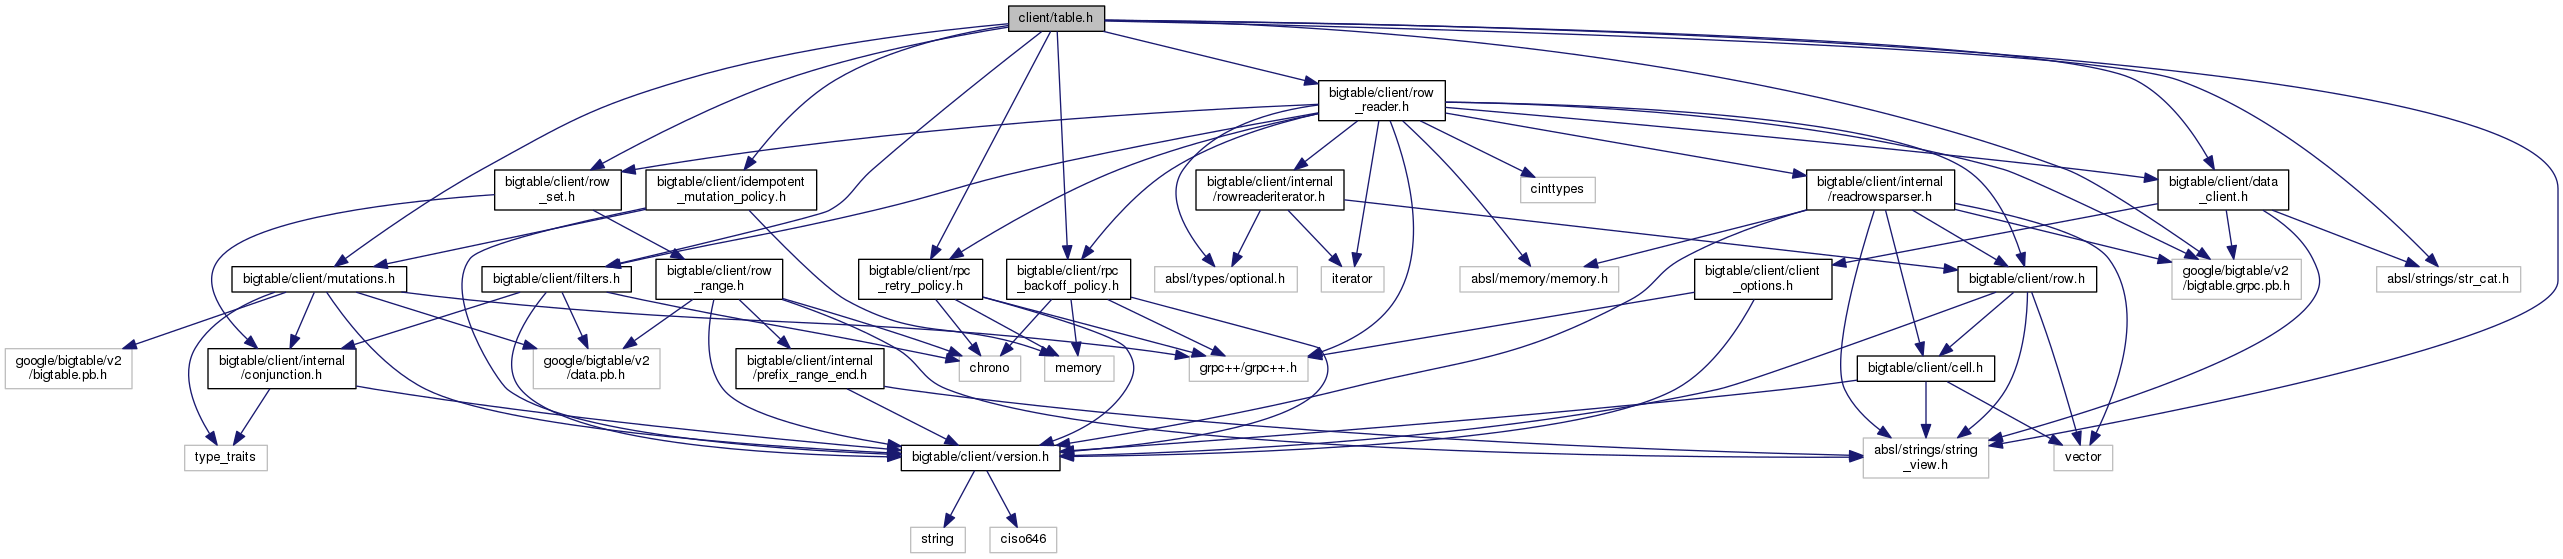 client/table.h
bigtable/client/row
_reader.h
bigtable/client/row
_set.h
bigtable/client/idempotent
_mutation_policy.h
bigtable/client/internal
/rowreaderiterator.h
cinttypes
bigtable/client/internal
/readrowsparser.h
bigtable/client/data
_client.h
bigtable/client/mutations.h
bigtable/client/filters.h
bigtable/client/row
_range.h
bigtable/client/rpc
_retry_policy.h
bigtable/client/rpc
_backoff_policy.h
absl/types/optional.h
iterator
absl/memory/memory.h
bigtable/client/client
_options.h
bigtable/client/row.h
google/bigtable/v2
/bigtable.grpc.pb.h
absl/strings/str_cat.h
google/bigtable/v2
/bigtable.pb.h
bigtable/client/internal
/conjunction.h
google/bigtable/v2
/data.pb.h
bigtable/client/internal
/prefix_range_end.h
chrono
memory
grpc++/grpc++.h
bigtable/client/cell.h
type_traits
bigtable/client/version.h
absl/strings/string
_view.h
vector
string
ciso646